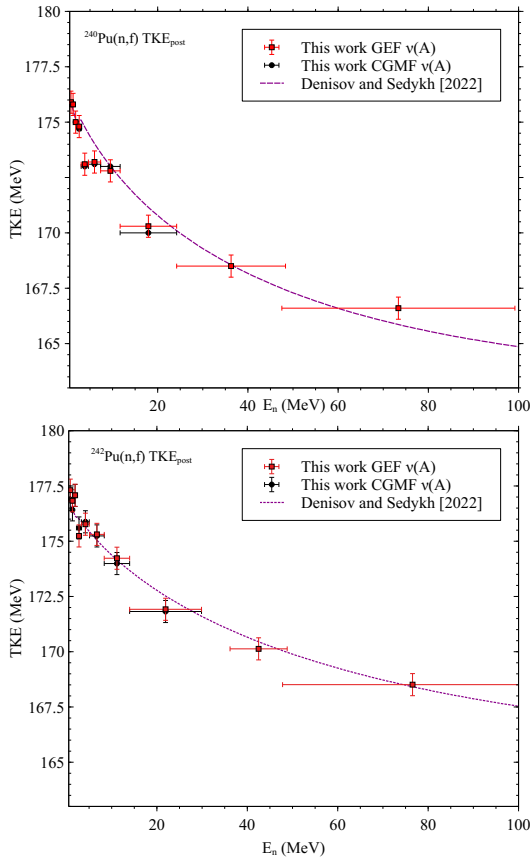 180
177.5
175
172.5
170
167.5
165
TKE (MeV)
²⁴⁰Pu(n,f) TKEpost
This work GEF ν(A)
This work CGMF ν(A)
Denisov and Sedykh [2022]
20 40 60 80 100
En (MeV)
180
177.5
175
172.5
170
167.5
165
TKE (MeV)
²⁴²Pu(n,f) TKEpost
This work GEF ν(A)
This work CGMF ν(A)
Denisov and Sedykh [2022]
20 40 60 80 100
En (MeV)